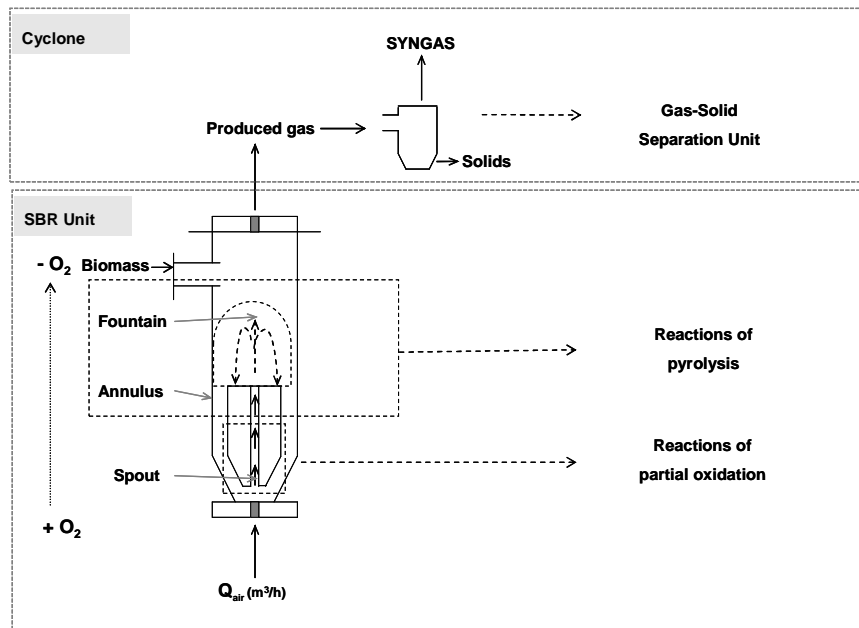 Cyclone
SYNGAS
Produced gas
Gas-Solid
Separation Unit
Solids
SBR Unit
- O₂
Biomass
Fountain
Reactions of
pyrolysis
Annulus
Reactions of
partial oxidation
Spout
+ O₂
Qair (m³/h)